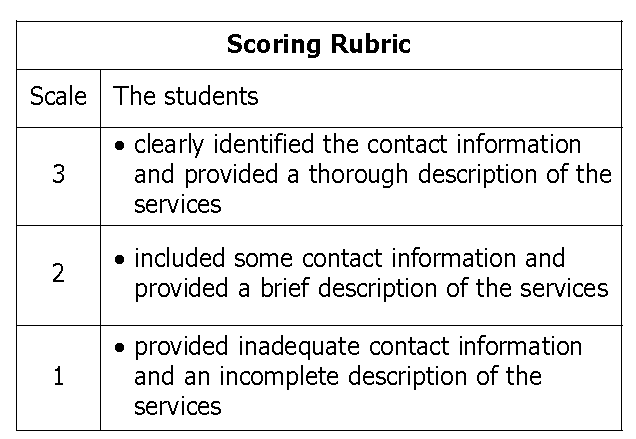 Scoring Rubric
Scale The students
3
• clearly identified the contact information
and provided a thorough description of the
services
2
• included some contact information and
provided a brief description of the services
1
• provided inadequate contact information
and an incomplete description of the
services